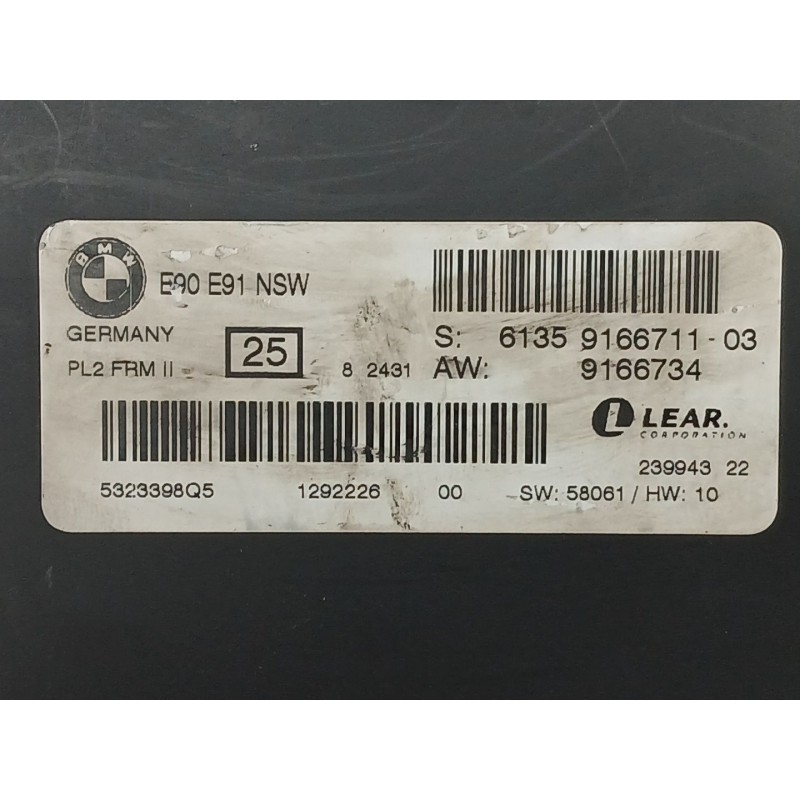 BMW
E90 E91 NSW
GERMANY
PL2 FRM II
25
8 2431
S: 6135 9166711-03
AW: 9166734
LEAR.
CORPORATION
239943 22
5323398Q5 1292226 00 SW: 58061 / HW: 10